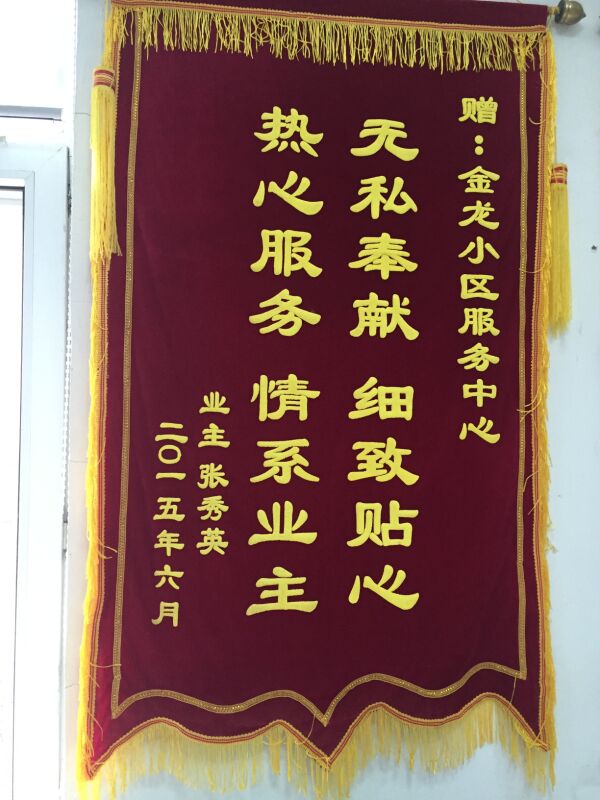 赠：金龙小区服务中心
无私奉献 细致贴心
热心服务 情系业主
业主 张秀英
二〇一五年六月